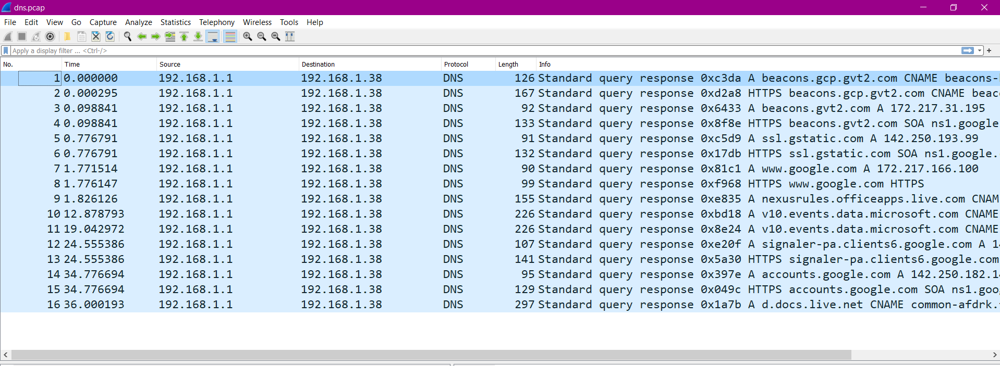 dns.pcap
File Edit View Go Capture Analyze Statistics Telephony Wireless Tools Help
Apply a display filter ... <Ctrl-/>
No. Time Source Destination Protocol Length Info
1 0.000000 192.168.1.1 192.168.1.38 DNS 126 Standard query response 0xc3da A beacons.gcp.gvt2.com CNAME beacons-
2 0.000295 192.168.1.1 192.168.1.38 DNS 167 Standard query response 0xd2a8 HTTPS beacons.gcp.gvt2.com CNAME beac
3 0.098841 192.168.1.1 192.168.1.38 DNS 92 Standard query response 0x6433 A beacons.gvt2.com A 172.217.31.195
4 0.098841 192.168.1.1 192.168.1.38 DNS 133 Standard query response 0x8f8e HTTPS beacons.gvt2.com SOA ns1.google
5 0.776791 192.168.1.1 192.168.1.38 DNS 91 Standard query response 0xc5d9 A ssl.gstatic.com A 142.250.193.99
6 0.776791 192.168.1.1 192.168.1.38 DNS 132 Standard query response 0x17db HTTPS ssl.gstatic.com SOA ns1.google.
7 1.771514 192.168.1.1 192.168.1.38 DNS 90 Standard query response 0x81c1 A www.google.com A 172.217.166.100
8 1.776147 192.168.1.1 192.168.1.38 DNS 99 Standard query response 0xf968 HTTPS www.google.com HTTPS
9 1.826126 192.168.1.1 192.168.1.38 DNS 155 Standard query response 0xe835 A nexusrules.officeapps.live.com CNAM
10 12.878793 192.168.1.1 192.168.1.38 DNS 226 Standard query response 0xbd18 A v10.events.data.microsoft.com CNAME
11 19.042972 192.168.1.1 192.168.1.38 DNS 226 Standard query response 0x8e24 A v10.events.data.microsoft.com CNAME
12 24.555386 192.168.1.1 192.168.1.38 DNS 107 Standard query response 0xe20f A signaler-pa.clients6.google.com A 14
13 24.555386 192.168.1.1 192.168.1.38 DNS 141 Standard query response 0x5a30 HTTPS signaler-pa.clients6.google.com
14 34.776694 192.168.1.1 192.168.1.38 DNS 95 Standard query response 0x397e A accounts.google.com A 142.250.182.14
15 34.776694 192.168.1.1 192.168.1.38 DNS 129 Standard query response 0x049c HTTPS accounts.google.com SOA ns1.goo
16 36.000193 192.168.1.1 192.168.1.38 DNS 297 Standard query response 0x1a7b A d.docs.live.net CNAME common-afdrk.